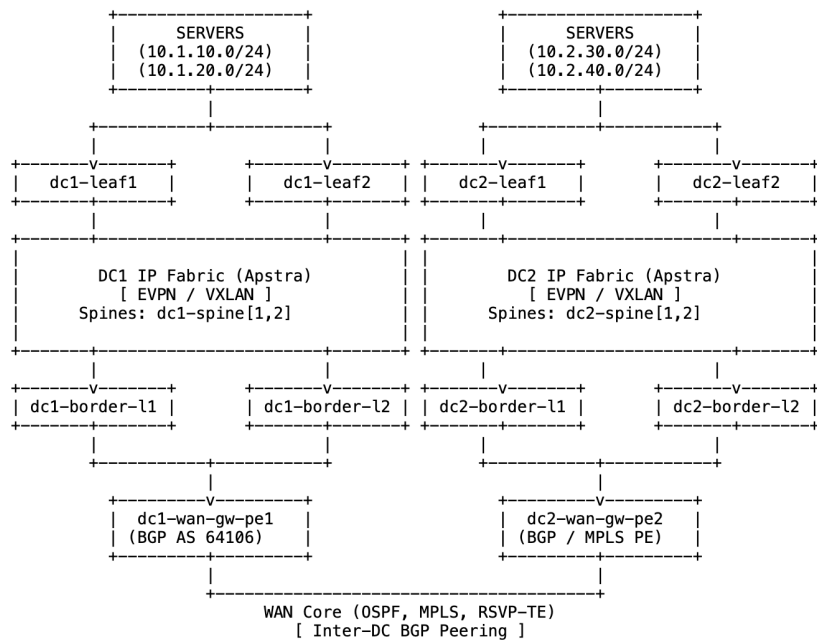 SERVERS
(10.1.10.0/24)
(10.1.20.0/24)
SERVERS
(10.2.30.0/24)
(10.2.40.0/24)
dc1-leaf1
dc1-leaf2
dc2-leaf1
dc2-leaf2
DC1 IP Fabric (Apstra)
[ EVPN / VXLAN ]
Spines: dc1-spine[1,2]
DC2 IP Fabric (Apstra)
[ EVPN / VXLAN ]
Spines: dc2-spine[1,2]
dc1-border-l1
dc1-border-l2
dc2-border-l1
dc2-border-l2
dc1-wan-gw-pe1
(BGP AS 64106)
dc2-wan-gw-pe2
(BGP / MPLS PE)
WAN Core (OSPF, MPLS, RSVP-TE)
[ Inter-DC BGP Peering ]